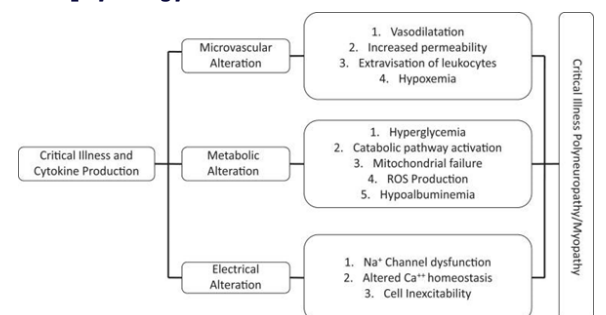 Critical Illness and
Cytokine Production
Microvascular
Alteration
1. Vasodilatation
2. Increased permeability
3. Extravisation of leukocytes
4. Hypoxemia
Metabolic
Alteration
1. Hyperglycemia
2. Catabolic pathway activation
3. Mitochondrial failure
4. ROS Production
5. Hypoalbuminemia
Electrical
Alteration
1. Na⁺ Channel dysfunction
2. Altered Ca⁺⁺ homeostasis
3. Cell Inexcitability
Critical Illness Polyneuropathy/Myopathy